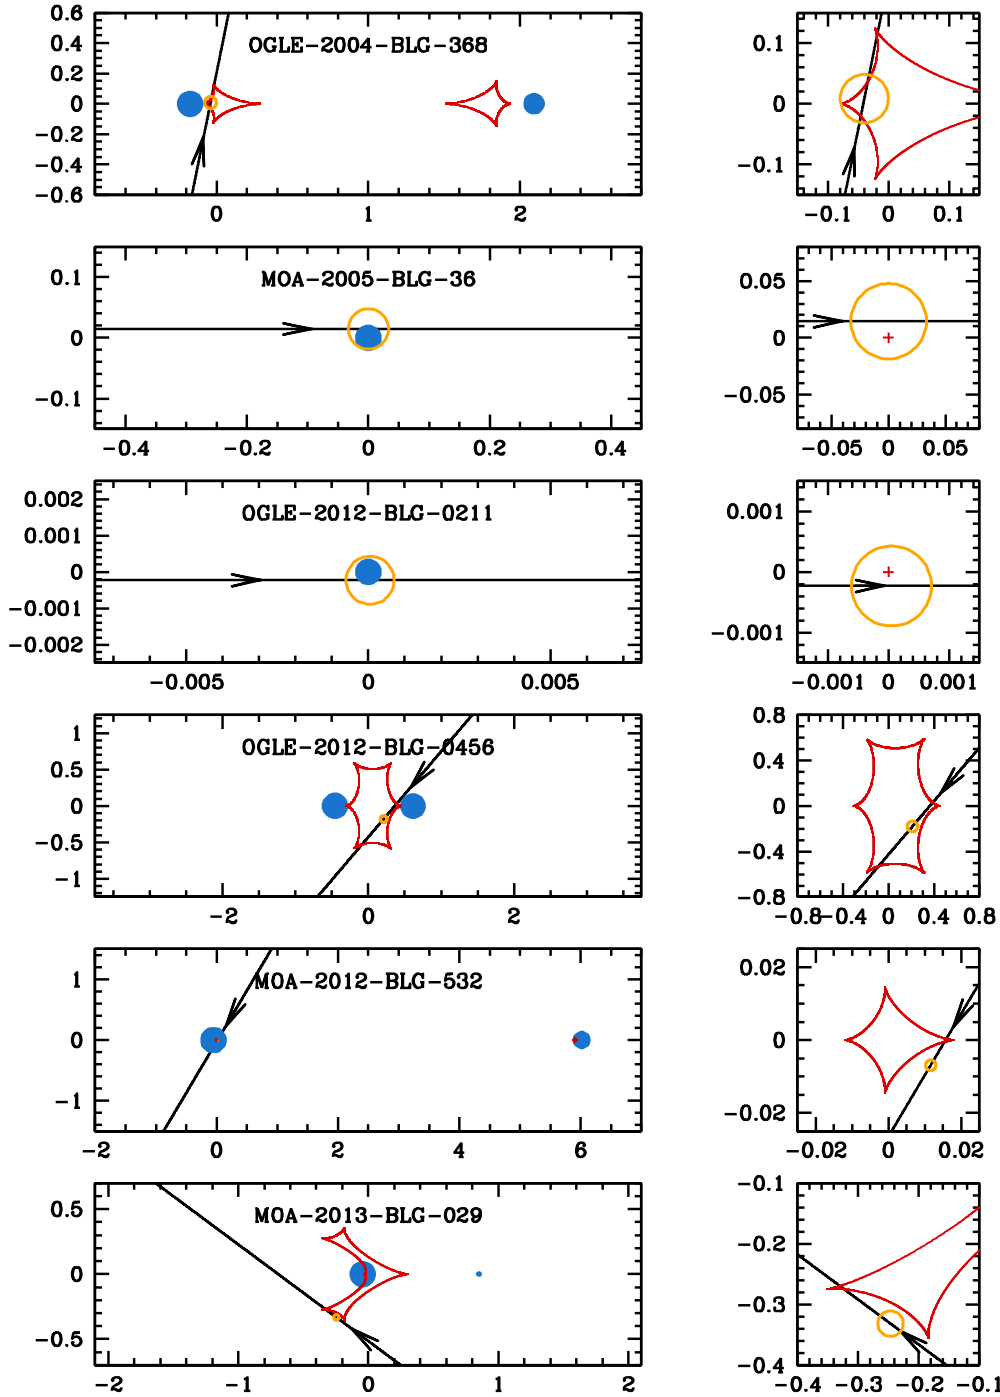 0.6
0.4
0.2
0
-0.2
-0.4
-0.6
OGLE-2004-BLG-368
0 1 2
0.1
0
-0.1
-0.1 0 0.1
0.1
0
-0.1
MOA-2005-BLG-36
-0.4 -0.2 0 0.2 0.4
0.05
0
-0.05
-0.05 0 0.05
0.002
0.001
0
-0.001
-0.002
OGLE-2012-BLG-0211
-0.005 0 0.005
0.001
0
-0.001
-0.001 0 0.001
1
0.5
0
-0.5
-1
OGLE-2012-BLG-0456
-2 0 2
0.8
0.4
0
-0.4
-0.8
-0.8 -0.4 0 0.4 0.8
1
0
-1
MOA-2012-BLG-532
-2 0 2 4 6
0.02
0
-0.02
-0.02 0 0.02
0.5
0
-0.5
MOA-2013-BLG-029
-2 -1 0 1 2
-0.1
-0.2
-0.3
-0.4
-0.4 -0.3 -0.2 -0.1